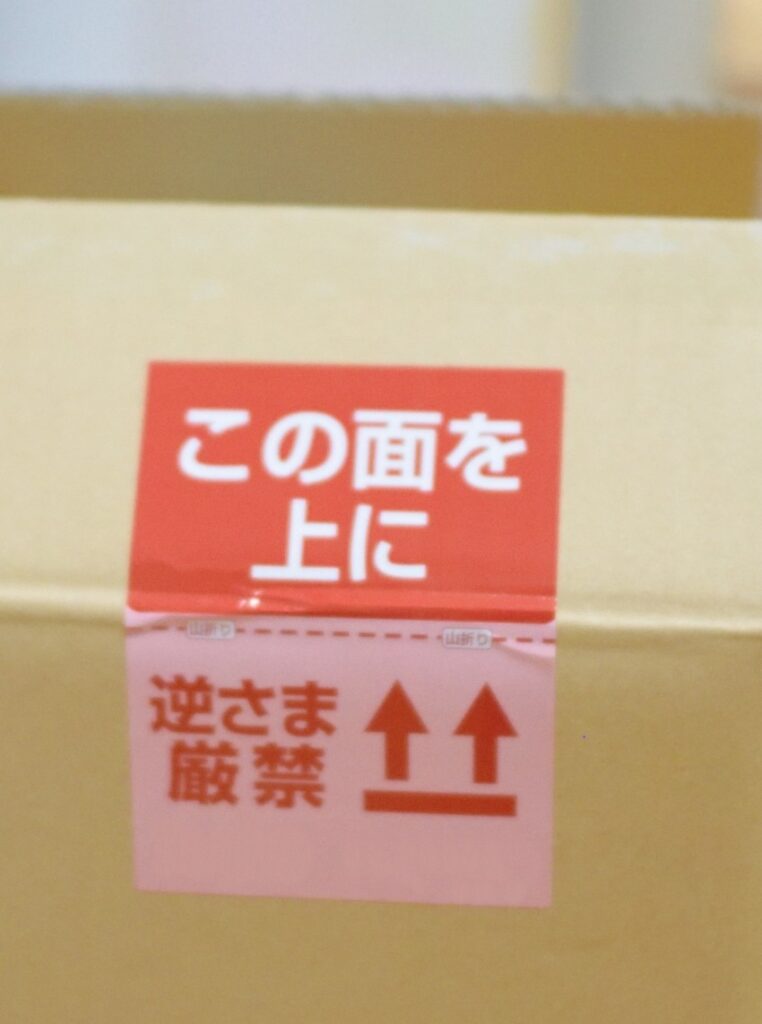 この面を
上に
山折り 山折り
逆さま
厳禁